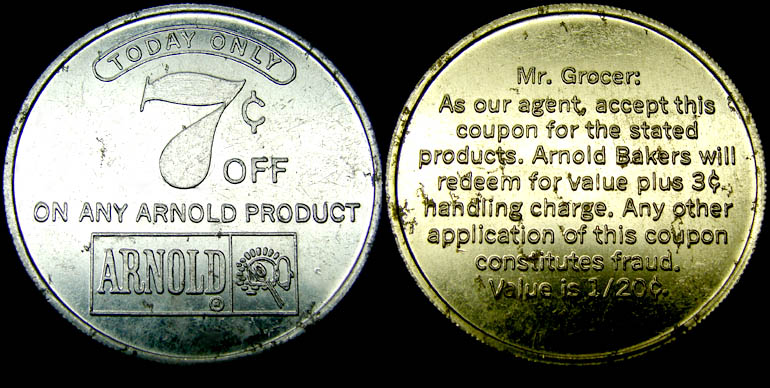 TODAY ONLY
7¢
OFF
ON ANY ARNOLD PRODUCT
ARNOLD
®
Mr. Grocer:
As our agent, accept this
coupon for the stated
products. Arnold Bakers will
redeem for value plus 3¢
handling charge. Any other
application of this coupon
constitutes fraud.
Value is 1/20¢.